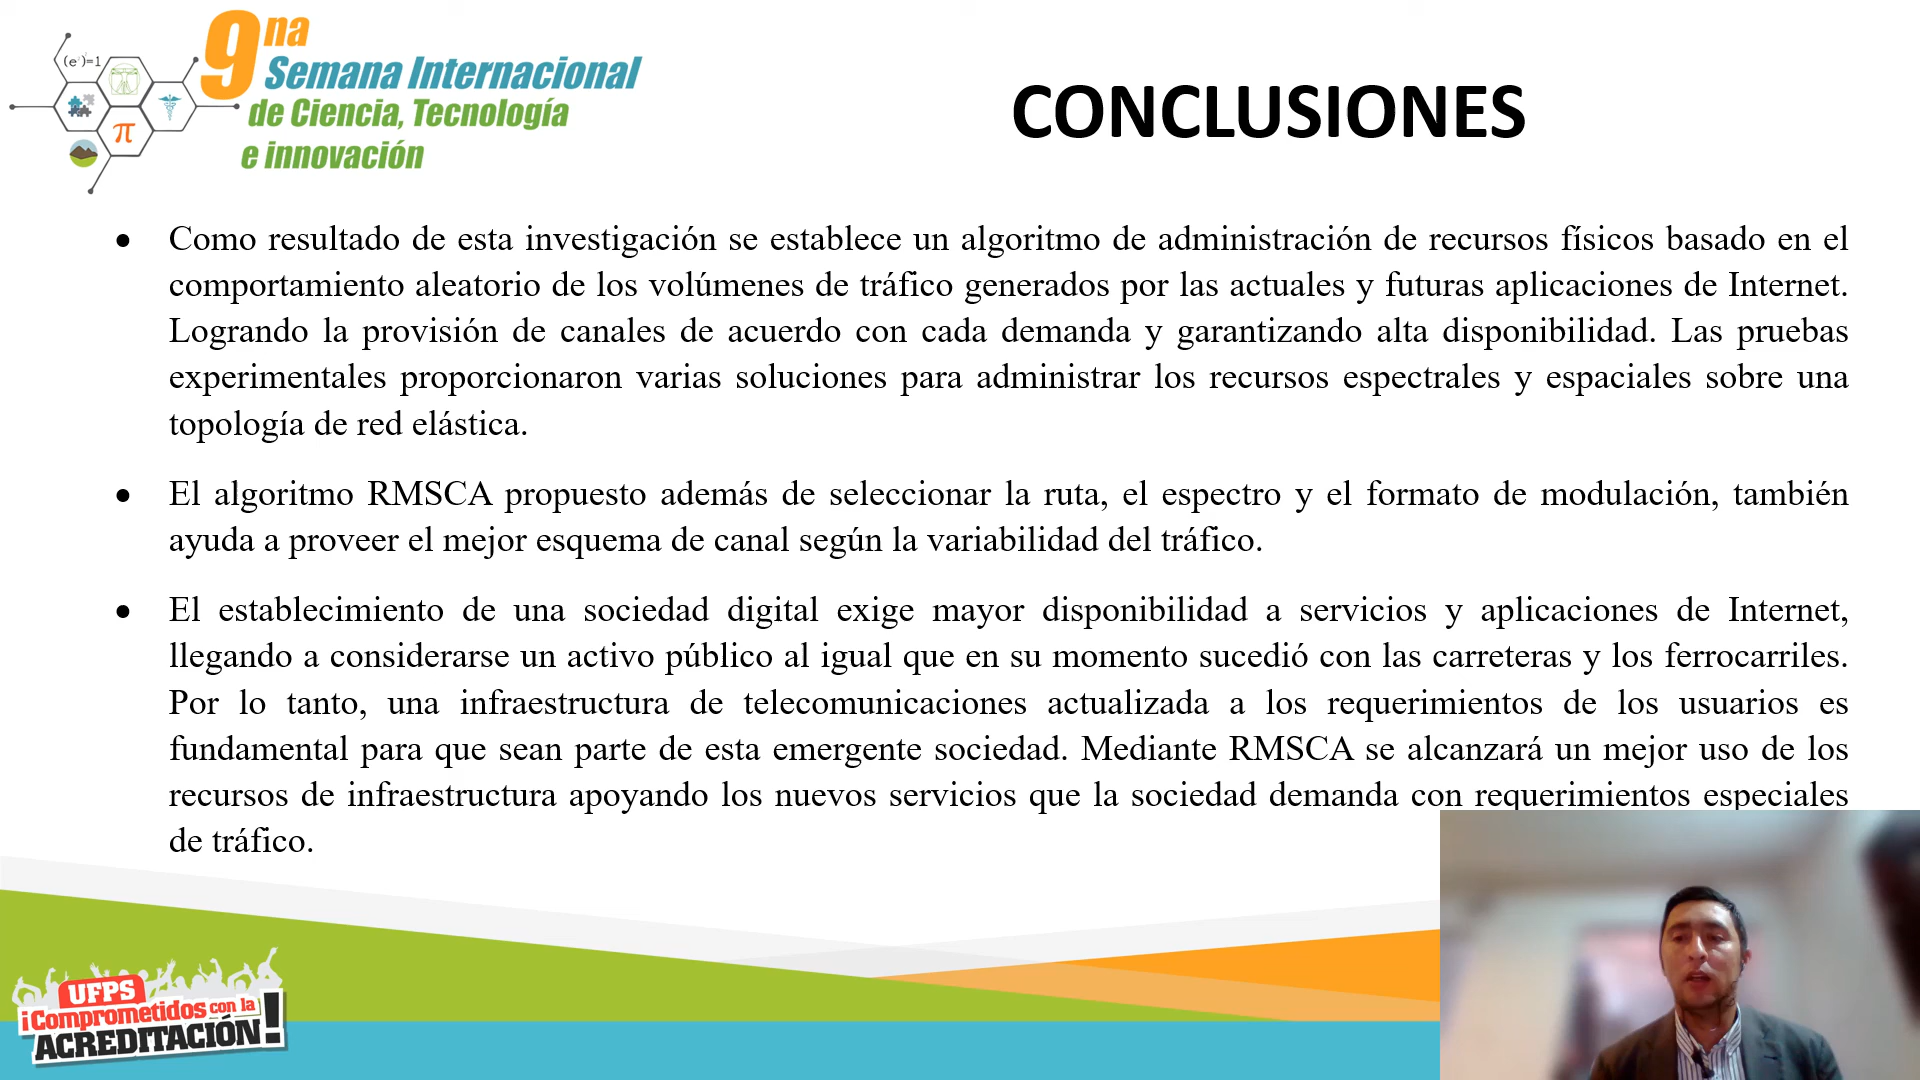 (e^i)=1
π
9na
Semana Internacional
de Ciencia, Tecnología
e innovación
CONCLUSIONES
• Como resultado de esta investigación se establece un algoritmo de administración de recursos físicos basado en el
comportamiento aleatorio de los volúmenes de tráfico generados por las actuales y futuras aplicaciones de Internet.
Logrando la provisión de canales de acuerdo con cada demanda y garantizando alta disponibilidad. Las pruebas
experimentales proporcionaron varias soluciones para administrar los recursos espectrales y espaciales sobre una
topología de red elástica.
• El algoritmo RMSCA propuesto además de seleccionar la ruta, el espectro y el formato de modulación, también
ayuda a proveer el mejor esquema de canal según la variabilidad del tráfico.
• El establecimiento de una sociedad digital exige mayor disponibilidad a servicios y aplicaciones de Internet,
llegando a considerarse un activo público al igual que en su momento sucedió con las carreteras y los ferrocarriles.
Por lo tanto, una infraestructura de telecomunicaciones actualizada a los requerimientos de los usuarios es
fundamental para que sean parte de esta emergente sociedad. Mediante RMSCA se alcanzará un mejor uso de los
recursos de infraestructura apoyando los nuevos servicios que la sociedad demanda con requerimientos especiales
de tráfico.
UFPS
¡Comprometidos con la
ACREDITACIÓN!